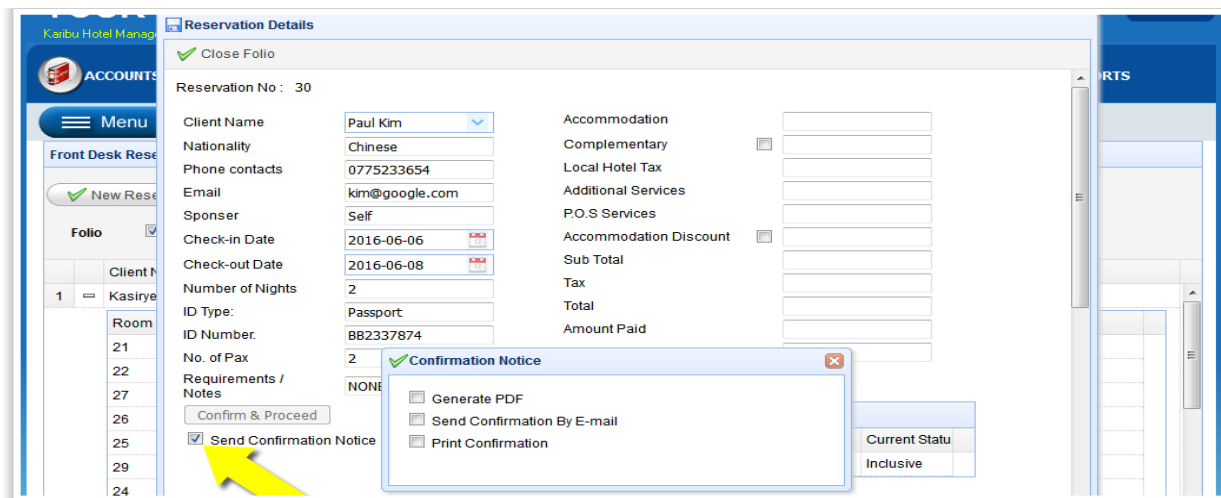 Karibu Hotel Manag
ACCOUNTS
RTS
Menu
Front Desk Rese
New Rese
Folio
Client N
1 Kasirye
Room
21
22
27
26
25
29
24
Reservation Details
Close Folio
Reservation No : 30
Client Name Paul Kim
Nationality Chinese
Phone contacts 0775233654
Email kim@google.com
Sponser Self
Check-in Date 2016-06-06
Check-out Date 2016-06-08
Number of Nights 2
ID Type: Passport
ID Number. BB2337874
No. of Pax 2
Requirements / Notes NONE
Confirm & Proceed
Send Confirmation Notice
Accommodation
Complementary
Local Hotel Tax
Additional Services
P.O.S Services
Accommodation Discount
Sub Total
Tax
Total
Amount Paid
Confirmation Notice
Generate PDF
Send Confirmation By E-mail
Print Confirmation
Current Statu
Inclusive